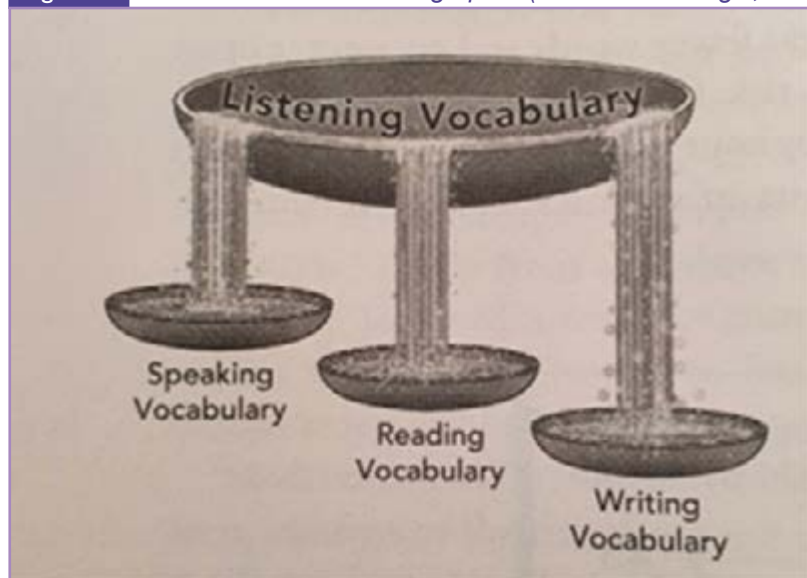 Listening Vocabulary
Speaking
Vocabulary
Reading
Vocabulary
Writing
Vocabulary